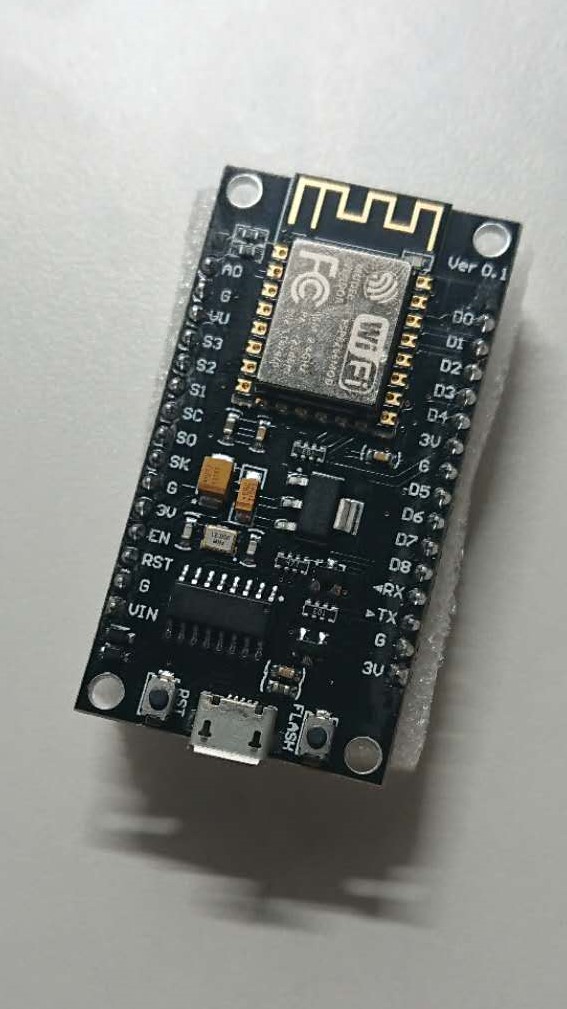 Ver 0.1
A0
G
VU
S3
S2
S1
SC
S0
SK
G
3V
EN
RST
G
VIN
D0
D1
D2
D3
D4
3V
G
D5
D6
D7
D8
◄RX
►TX
G
3V
FC
WiFi
RST
FLASH